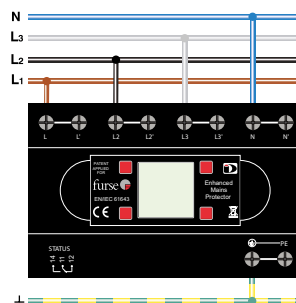 N
L3
L2
L1
L L' L2 L2' L3 L3' N N'
PATENT
APPLIED
FOR
furse
EN/IEC 61643
CE
Enhanced
Mains
Protector
STATUS
14 11 12
PE